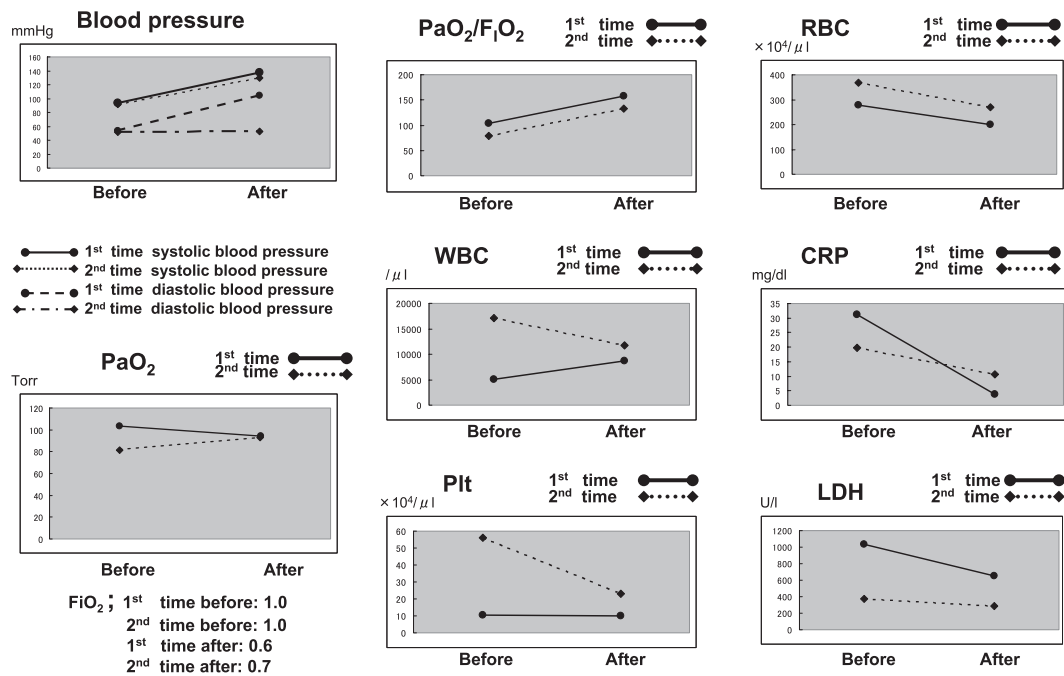 Blood pressure
mmHg
160
140
120
100
80
60
40
20
0
Before After
1st time systolic blood pressure
2nd time systolic blood pressure
1st time diastolic blood pressure
2nd time diastolic blood pressure
PaO2
1st time
2nd time
Torr
120
100
80
60
40
20
0
Before After
FiO2 ; 1st time before: 1.0
2nd time before: 1.0
1st time after: 0.6
2nd time after: 0.7
PaO2/FIO2
1st time
2nd time
200
150
100
50
0
Before After
WBC
1st time
2nd time
/μl
20000
15000
10000
5000
0
Before After
Plt
1st time
2nd time
×104/μl
60
50
40
30
20
10
0
Before After
RBC
1st time
2nd time
×104/μl
400
300
200
100
0
Before After
CRP
1st time
2nd time
mg/dl
35
30
25
20
15
10
5
0
Before After
LDH
1st time
2nd time
U/l
1200
1000
800
600
400
200
0
Before After